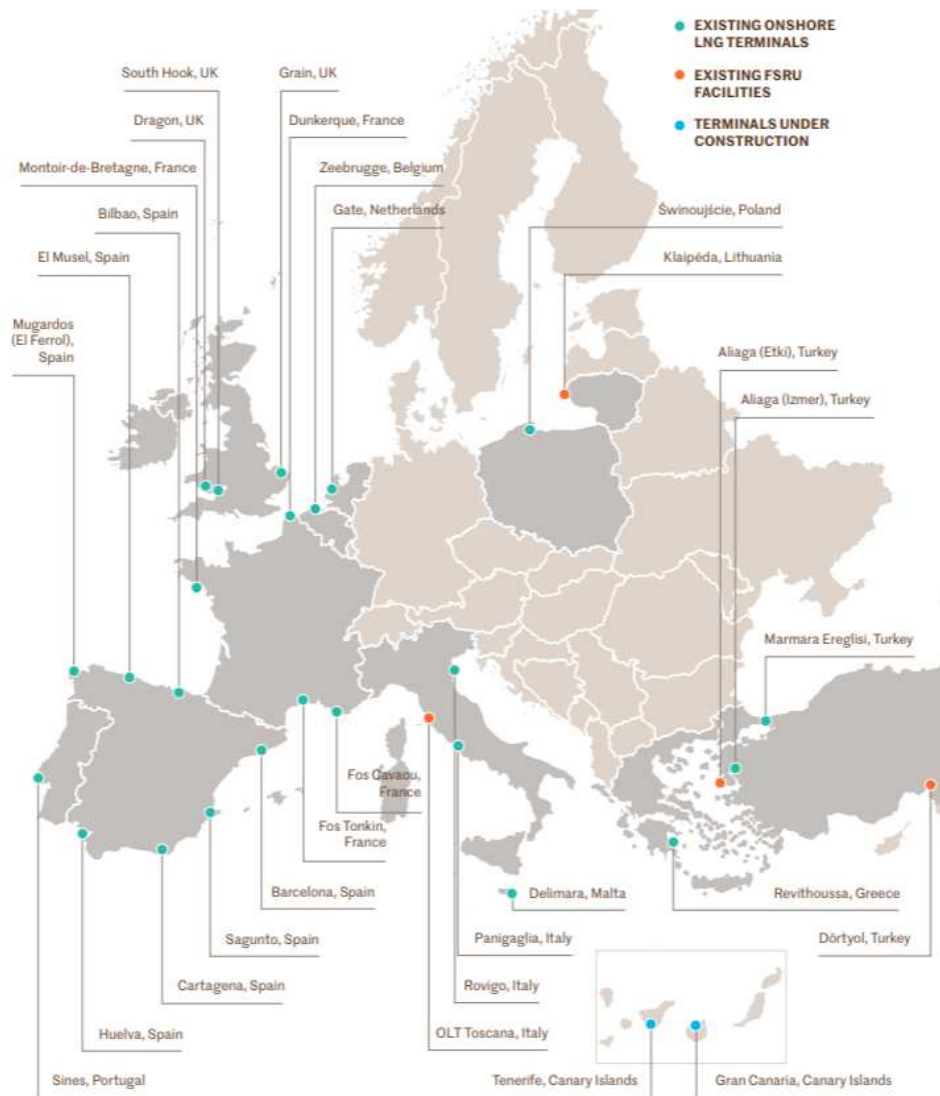 EXISTING ONSHORE
LNG TERMINALS
EXISTING FSRU
FACILITIES
TERMINALS UNDER
CONSTRUCTION
South Hook, UK
Grain, UK
Dragon, UK
Dunkerque, France
Montoir-de-Bretagne, France
Zeebrugge, Belgium
Bilbao, Spain
Gate, Netherlands
Świnoujście, Poland
El Musel, Spain
Klaipėda, Lithuania
Mugardos
(El Ferrol),
Spain
Aliaga (Etki), Turkey
Aliaga (Izmer), Turkey
Marmara Ereglisi, Turkey
Fos Cavaou,
France
Fos Tonkin,
France
Barcelona, Spain
Delimara, Malta
Revithoussa, Greece
Sagunto, Spain
Panigaglia, Italy
Dörtyol, Turkey
Cartagena, Spain
Rovigo, Italy
Huelva, Spain
OLT Toscana, Italy
Sines, Portugal
Tenerife, Canary Islands
Gran Canaria, Canary Islands